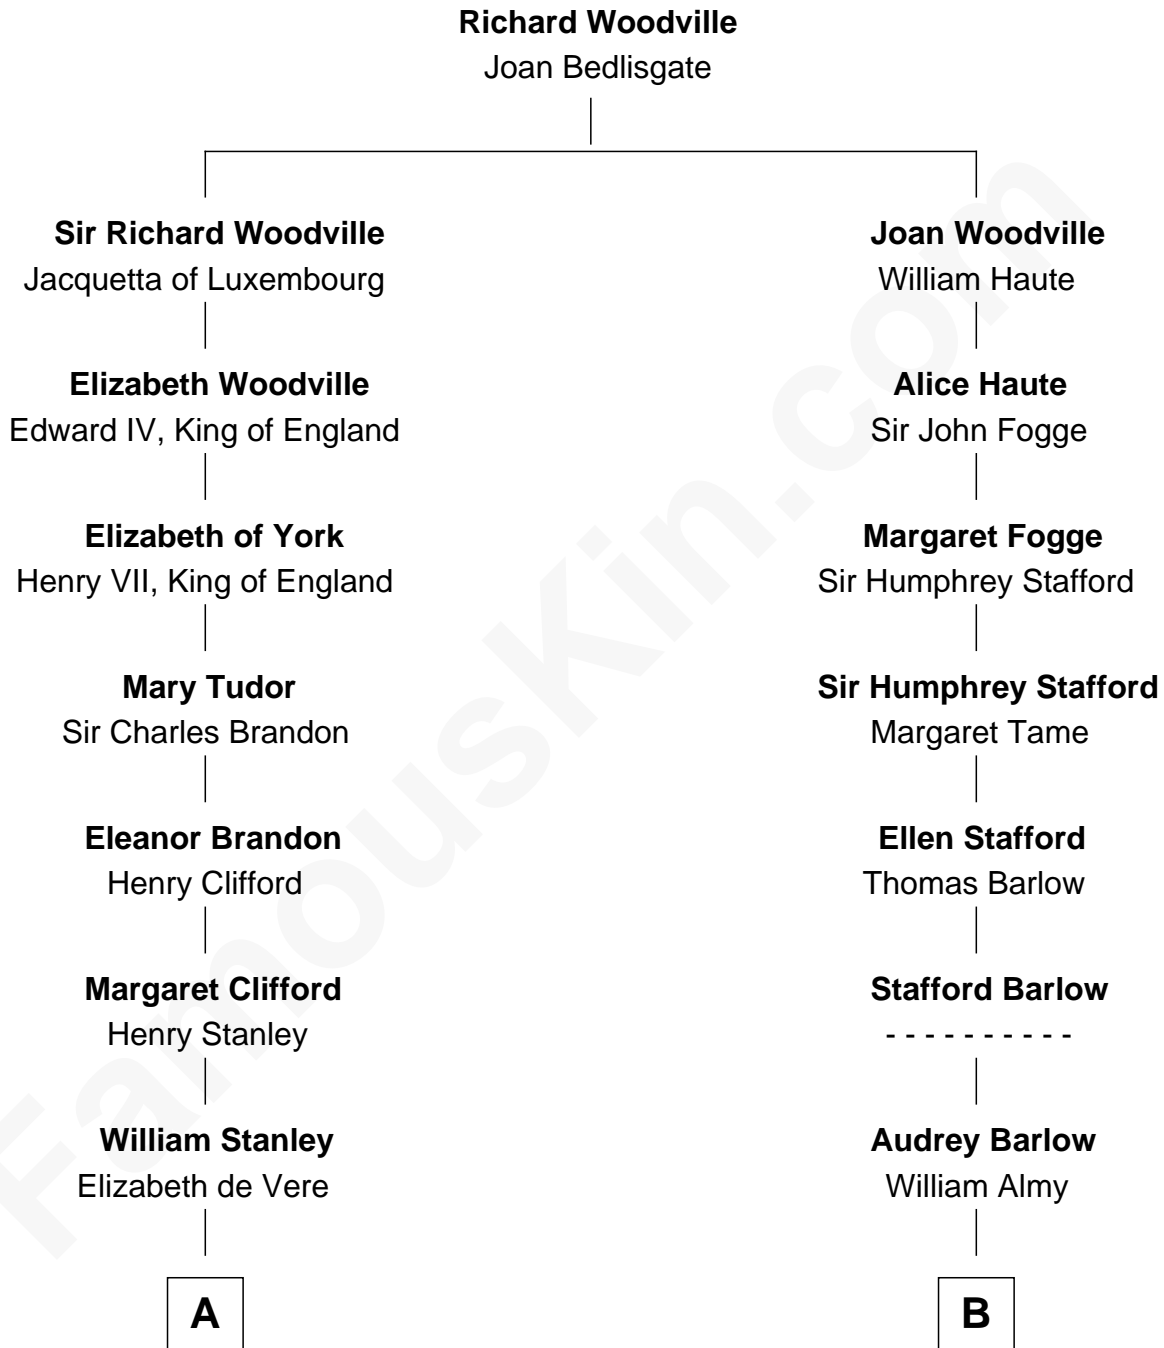 Richard Woodville
Joan Bedlisgate
Sir Richard Woodville
Jacquetta of Luxembourg
Elizabeth Woodville
Edward IV, King of England
Elizabeth of York
Henry VII, King of England
Mary Tudor
Sir Charles Brandon
Eleanor Brandon
Henry Clifford
Margaret Clifford
Henry Stanley
William Stanley
Elizabeth de Vere
A
Joan Woodville
William Haute
Alice Haute
Sir John Fogge
Margaret Fogge
Sir Humphrey Stafford
Sir Humphrey Stafford
Margaret Tame
Ellen Stafford
Thomas Barlow
Stafford Barlow
- - - - - - - - - -
Audrey Barlow
William Almy
B
FamousKin.com